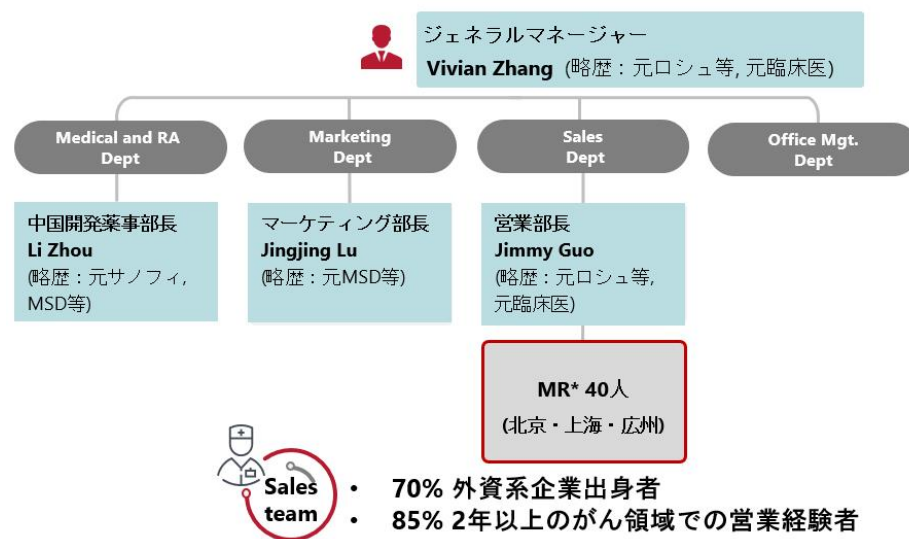 ジェネラルマネージャー
Vivian Zhang (略歴：元ロシュ等, 元臨床医)
Medical and RA
Dept
Marketing
Dept
Sales
Dept
Office Mgt.
Dept
中国開発薬事部長
Li Zhou
(略歴：元サノフィ,
MSD等)
マーケティング部長
Jingjing Lu
(略歴：元MSD等)
営業部長
Jimmy Guo
(略歴：元ロシュ等,
元臨床医)
MR* 40人
(北京・上海・広州)
Sales
team
• 70% 外資系企業出身者
• 85% 2年以上のがん領域での営業経験者